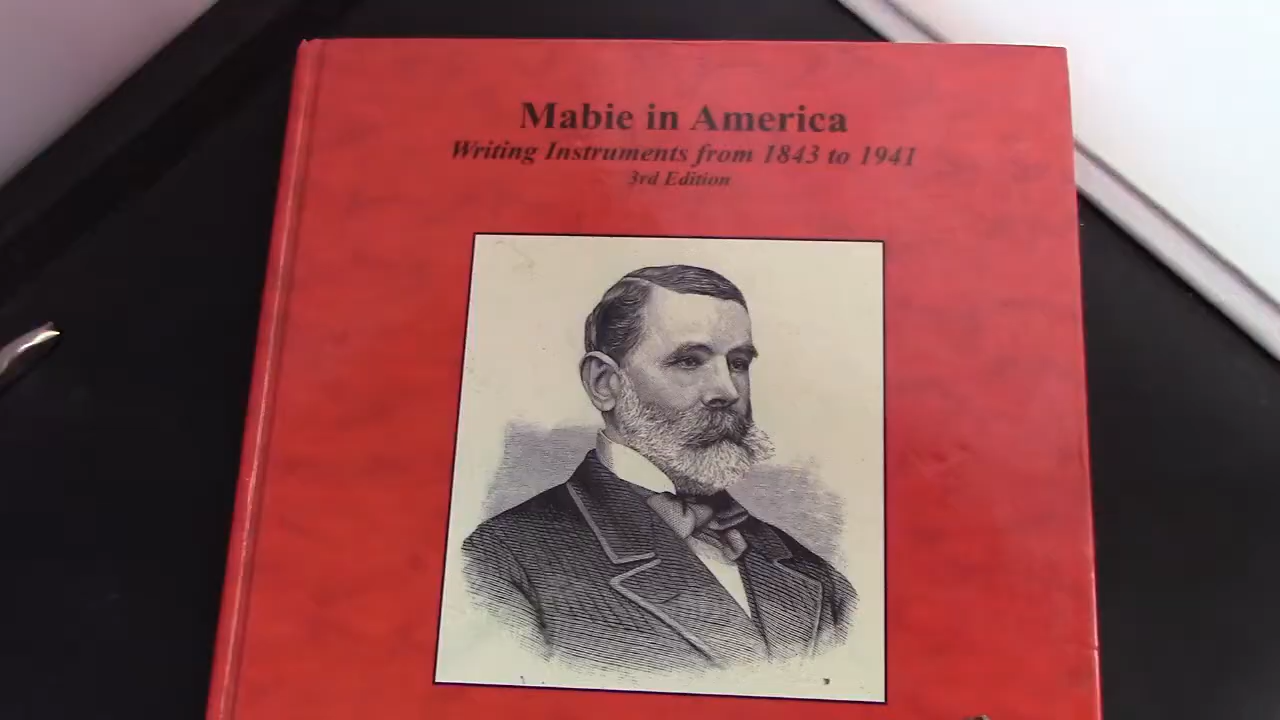 Mabie in America
Writing Instruments from 1843 to 1941
3rd Edition